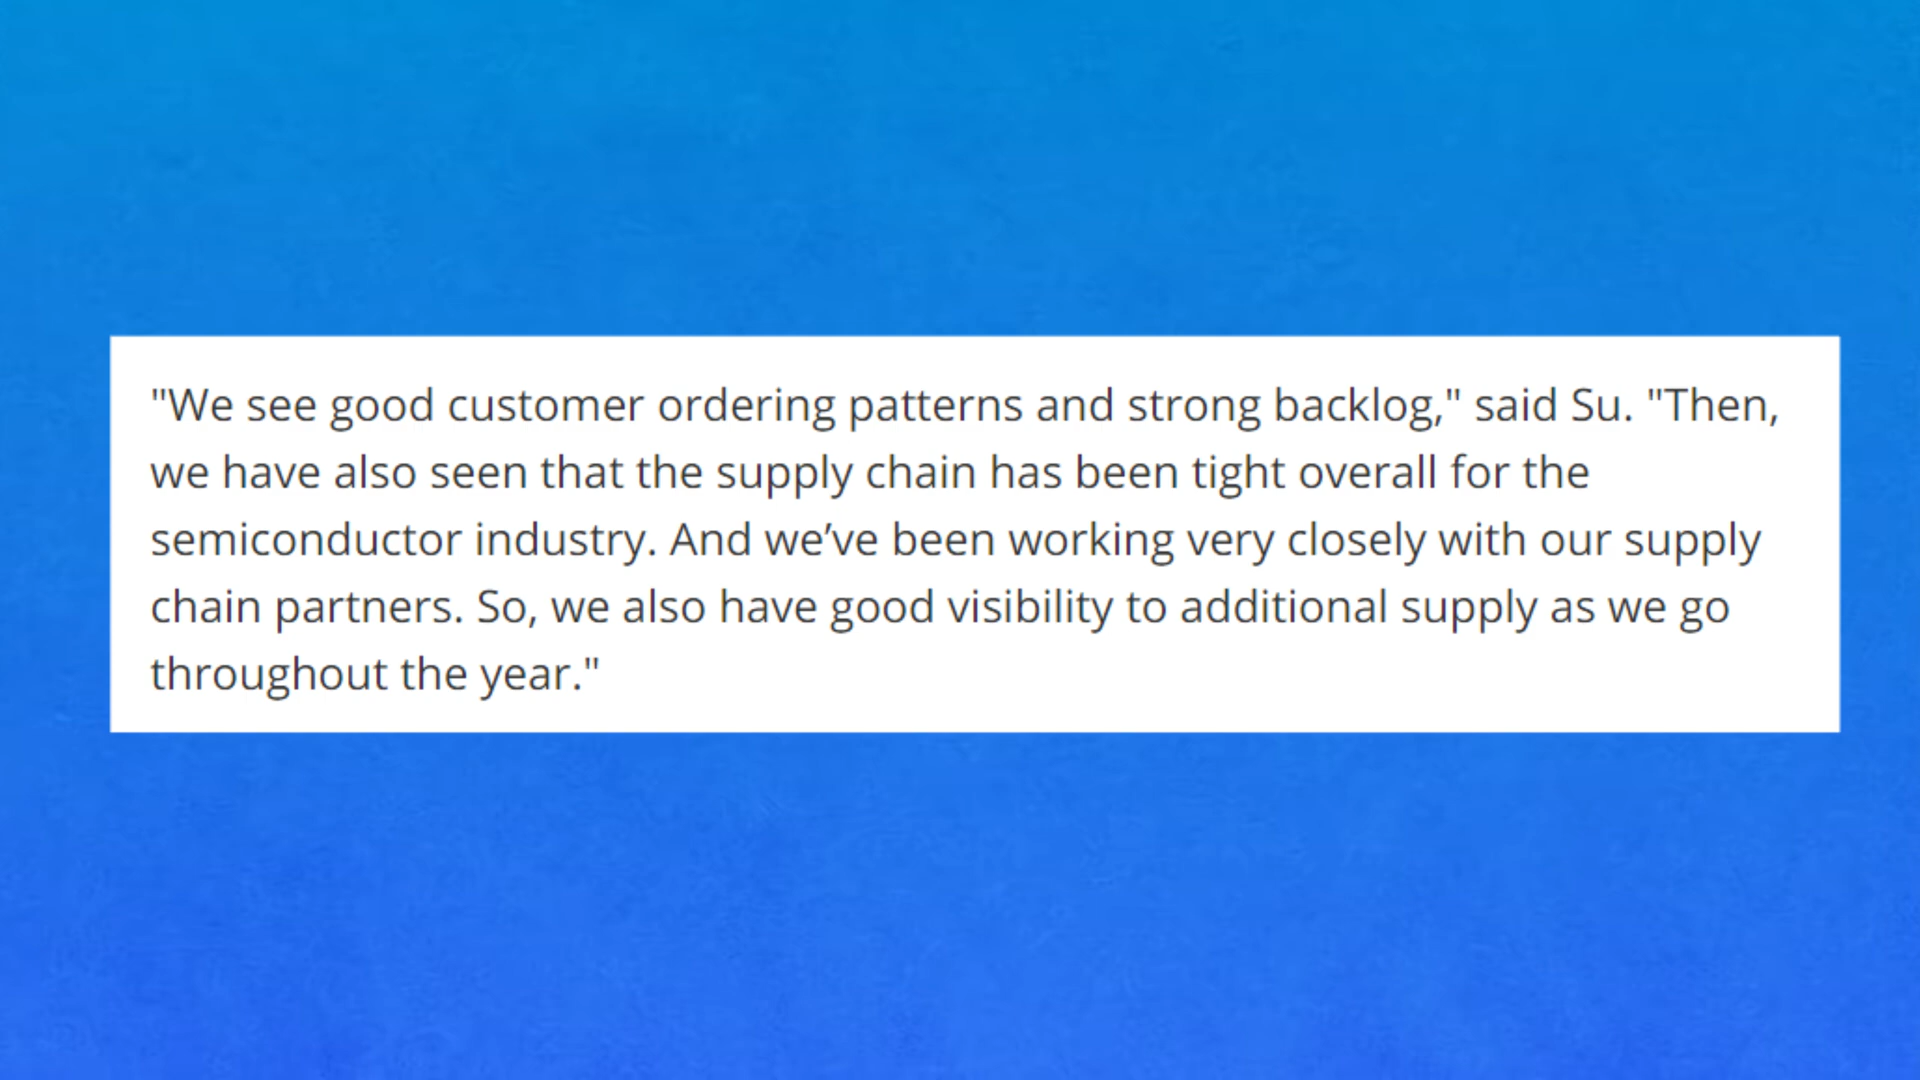 "We see good customer ordering patterns and strong backlog," said Su. "Then,
we have also seen that the supply chain has been tight overall for the
semiconductor industry. And we’ve been working very closely with our supply
chain partners. So, we also have good visibility to additional supply as we go
throughout the year."